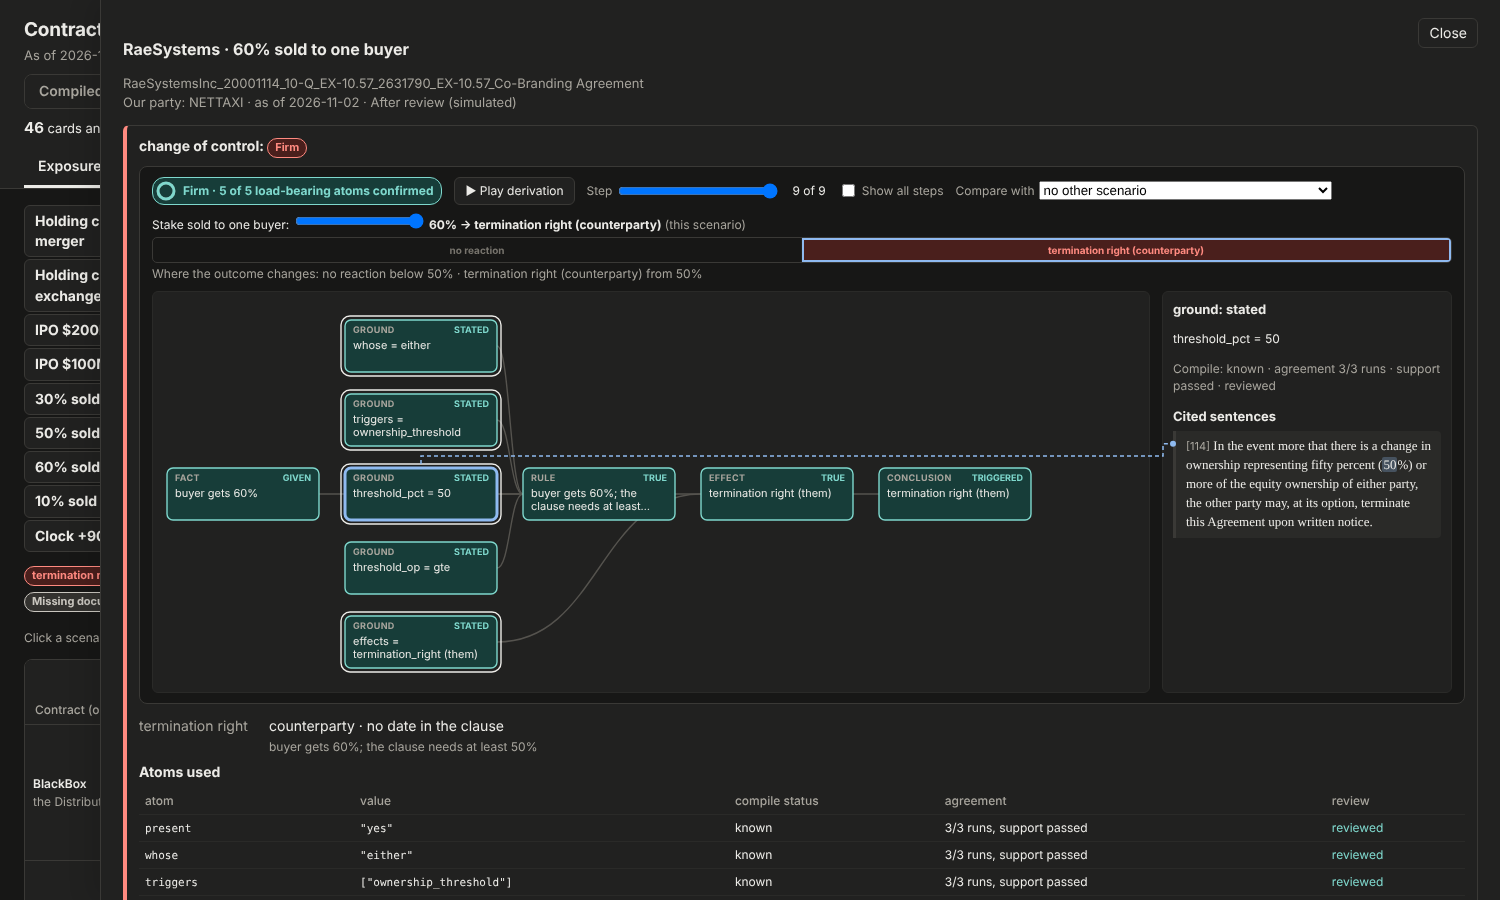 Contract
As of 2026-1
Compiled
46 cards an
Exposure
Holding c
merger
Holding c
exchange
IPO $200
IPO $100M
30% sold
50% sold
60% sold
10% sold
Clock +90
termination r
Missing docu
Click a scena
Contract (o
BlackBox
the Distribut
Close
RaeSystems · 60% sold to one buyer
RaeSystemsInc_20001114_10-Q_EX-10.57_2631790_EX-10.57_Co-Branding Agreement
Our party: NETTAXI · as of 2026-11-02 · After review (simulated)
change of control: Firm
Firm · 5 of 5 load-bearing atoms confirmed ▶ Play derivation Step 9 of 9 Show all steps Compare with no other scenario
Stake sold to one buyer: 60% → termination right (counterparty) (this scenario)
no reaction termination right (counterparty)
Where the outcome changes: no reaction below 50% · termination right (counterparty) from 50%
GROUND STATED
whose = either
GROUND STATED
triggers =
ownership_threshold
FACT GIVEN
buyer gets 60%
GROUND STATED
threshold_pct = 50
RULE TRUE
buyer gets 60%; the
clause needs at least...
EFFECT TRUE
termination right (them)
CONCLUSION TRIGGERED
termination right (them)
GROUND STATED
threshold_op = gte
GROUND STATED
effects =
termination_right (them)
ground: stated
threshold_pct = 50
Compile: known · agreement 3/3 runs · support
passed · reviewed
Cited sentences
[114] In the event more that there is a change in
ownership representing fifty percent (50%) or
more of the equity ownership of either party,
the other party may, at its option, terminate
this Agreement upon written notice.
termination right counterparty · no date in the clause
buyer gets 60%; the clause needs at least 50%
Atoms used
atom value compile status agreement review
present "yes" known 3/3 runs, support passed reviewed
whose "either" known 3/3 runs, support passed reviewed
triggers ["ownership_threshold"] known 3/3 runs, support passed reviewed